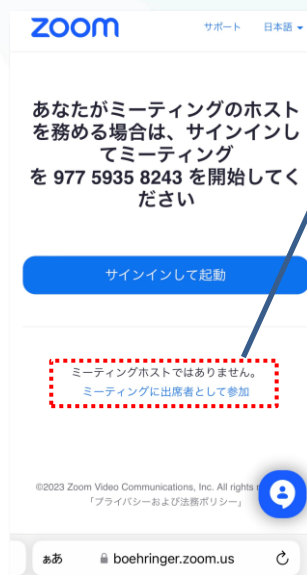 zoom サポート 日本語
あなたがミーティングのホスト
を務める場合は、サインインし
てミーティング
を 977 5935 8243 を開始してく
ださい
サインインして起動
ミーティングホストではありません。
ミーティングに出席者として参加
©2023 Zoom Video Communications, Inc. All rights
「プライバシーおよび法務ポリシー」
ぁあ boehringer.zoom.us